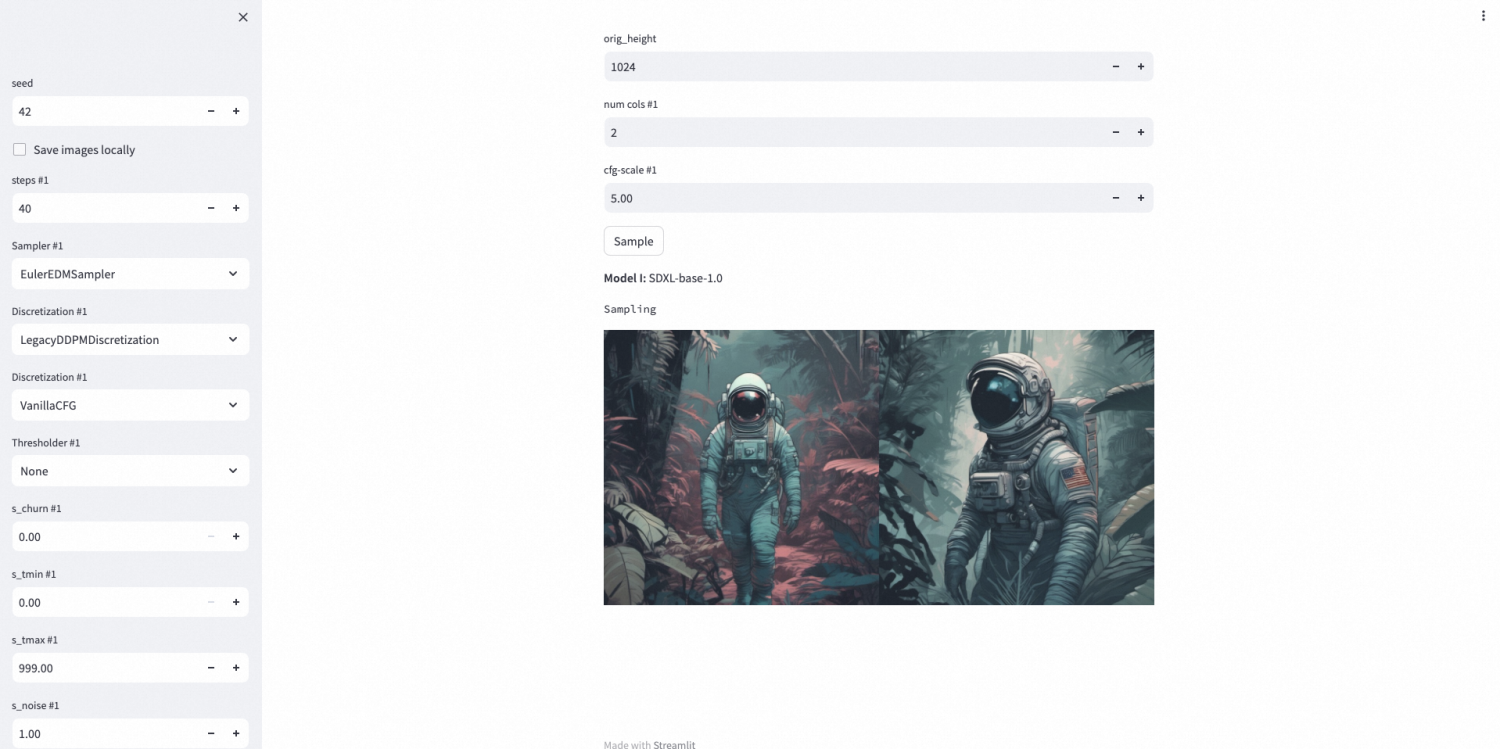 seed
42
Save images locally
steps #1
40
Sampler #1
EulerEDMSampler
Discretization #1
LegacyDDPMDiscretization
Discretization #1
VanillaCFG
Thresholder #1
None
s_churn #1
0.00
s_tmin #1
0.00
s_tmax #1
999.00
s_noise #1
1.00
orig_height
1024
num cols #1
2
cfg-scale #1
5.00
Sample
Model I: SDXL-base-1.0
Sampling
Made with Streamlit